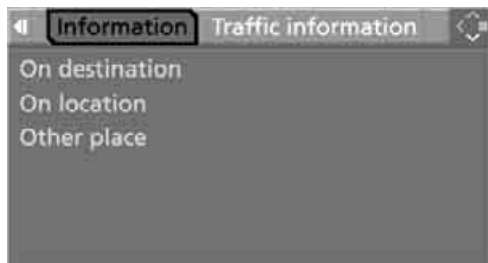 Information Traffic information
On destination
On location
Other place